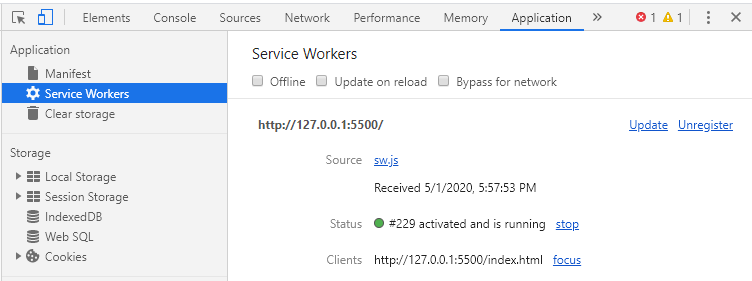 Elements Console Sources Network Performance Memory Application » 1 1
Application
Manifest
Service Workers
Clear storage
Storage
Local Storage
Session Storage
IndexedDB
Web SQL
Cookies
Service Workers
Offline Update on reload Bypass for network
http://127.0.0.1:5500/ Update Unregister
Source sw.js
Received 5/1/2020, 5:57:53 PM
Status #229 activated and is running stop
Clients http://127.0.0.1:5500/index.html focus